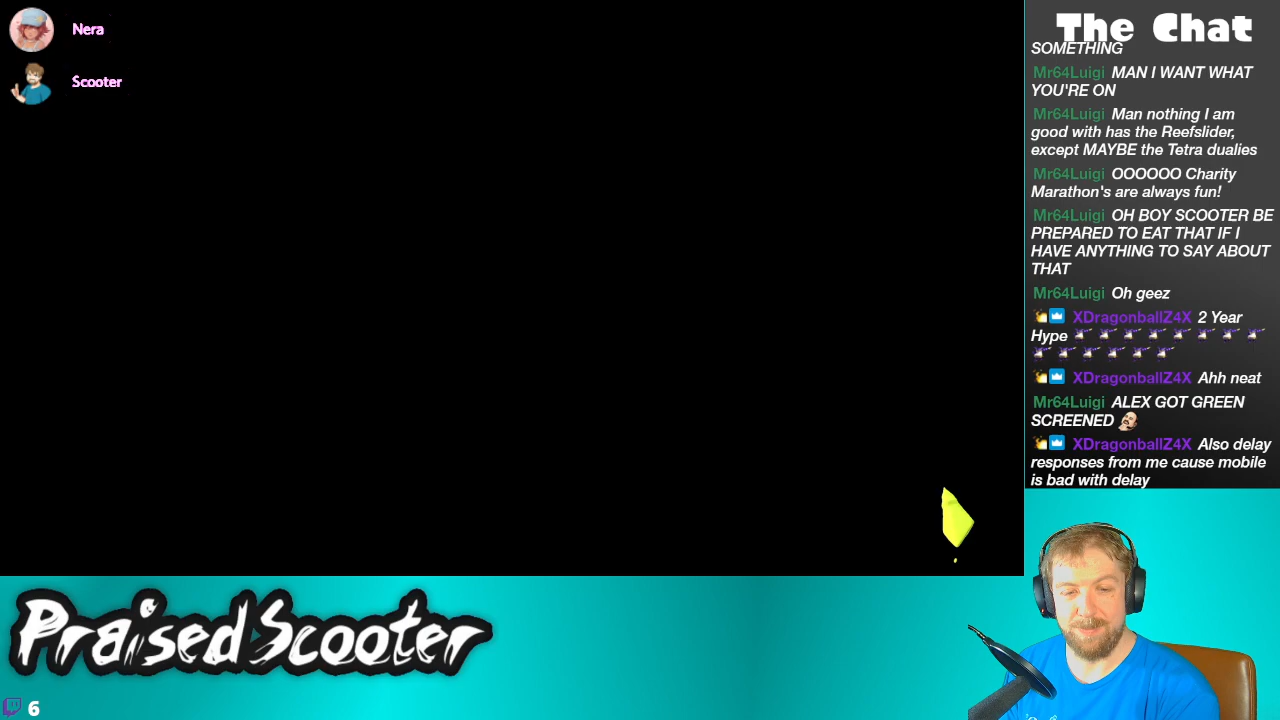 Nera
Scooter
The Chat
SOMETHING
Mr64Luigi MAN I WANT WHAT
YOU'RE ON
Mr64Luigi Man nothing I am
good with has the Reefslider,
except MAYBE the Tetra dualies
Mr64Luigi OOOOOO Charity
Marathon's are always fun!
Mr64Luigi OH BOY SCOOTER BE
PREPARED TO EAT THAT IF I
HAVE ANYTHING TO SAY ABOUT
THAT
Mr64Luigi Oh geez
XDragonballZ4X 2 Year
Hype
XDragonballZ4X Ahh neat
Mr64Luigi ALEX GOT GREEN
SCREENED
XDragonballZ4X Also delay
responses from me cause mobile
is bad with delay
PraisedScooter
6